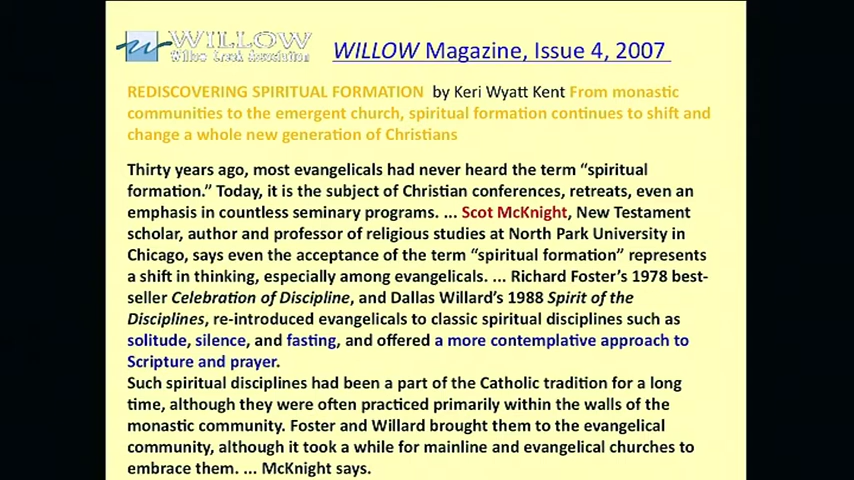 WILLOW
Willow Creek Association
WILLOW Magazine, Issue 4, 2007
REDISCOVERING SPIRITUAL FORMATION by Keri Wyatt Kent From monastic
communities to the emergent church, spiritual formation continues to shift and
change a whole new generation of Christians
Thirty years ago, most evangelicals had never heard the term “spiritual
formation.” Today, it is the subject of Christian conferences, retreats, even an
emphasis in countless seminary programs. ... Scot McKnight, New Testament
scholar, author and professor of religious studies at North Park University in
Chicago, says even the acceptance of the term “spiritual formation” represents
a shift in thinking, especially among evangelicals. ... Richard Foster’s 1978 best-
seller Celebration of Discipline, and Dallas Willard’s 1988 Spirit of the
Disciplines, re-introduced evangelicals to classic spiritual disciplines such as
solitude, silence, and fasting, and offered a more contemplative approach to
Scripture and prayer.
Such spiritual disciplines had been a part of the Catholic tradition for a long
time, although they were often practiced primarily within the walls of the
monastic community. Foster and Willard brought them to the evangelical
community, although it took a while for mainline and evangelical churches to
embrace them. ... McKnight says.